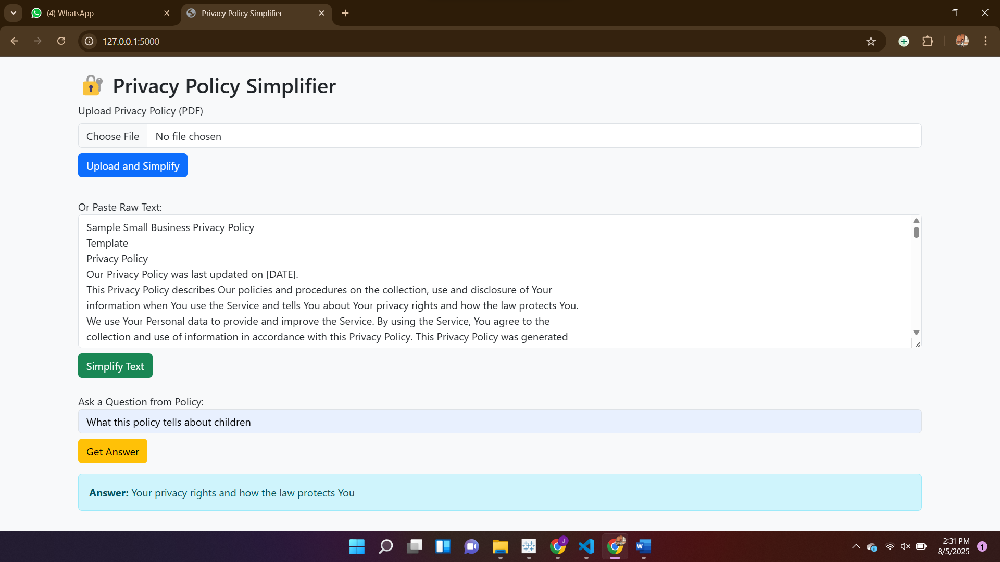 (4) WhatsApp
Privacy Policy Simplifier
127.0.0.1:5000
Privacy Policy Simplifier
Upload Privacy Policy (PDF)
Choose File No file chosen
Upload and Simplify
Or Paste Raw Text:
Sample Small Business Privacy Policy
Template
Privacy Policy
Our Privacy Policy was last updated on [DATE].
This Privacy Policy describes Our policies and procedures on the collection, use and disclosure of Your
information when You use the Service and tells You about Your privacy rights and how the law protects You.
We use Your Personal data to provide and improve the Service. By using the Service, You agree to the
collection and use of information in accordance with this Privacy Policy. This Privacy Policy was generated
Simplify Text
Ask a Question from Policy:
What this policy tells about children
Get Answer
Answer: Your privacy rights and how the law protects You
J
W
2:31 PM
8/5/2025
1